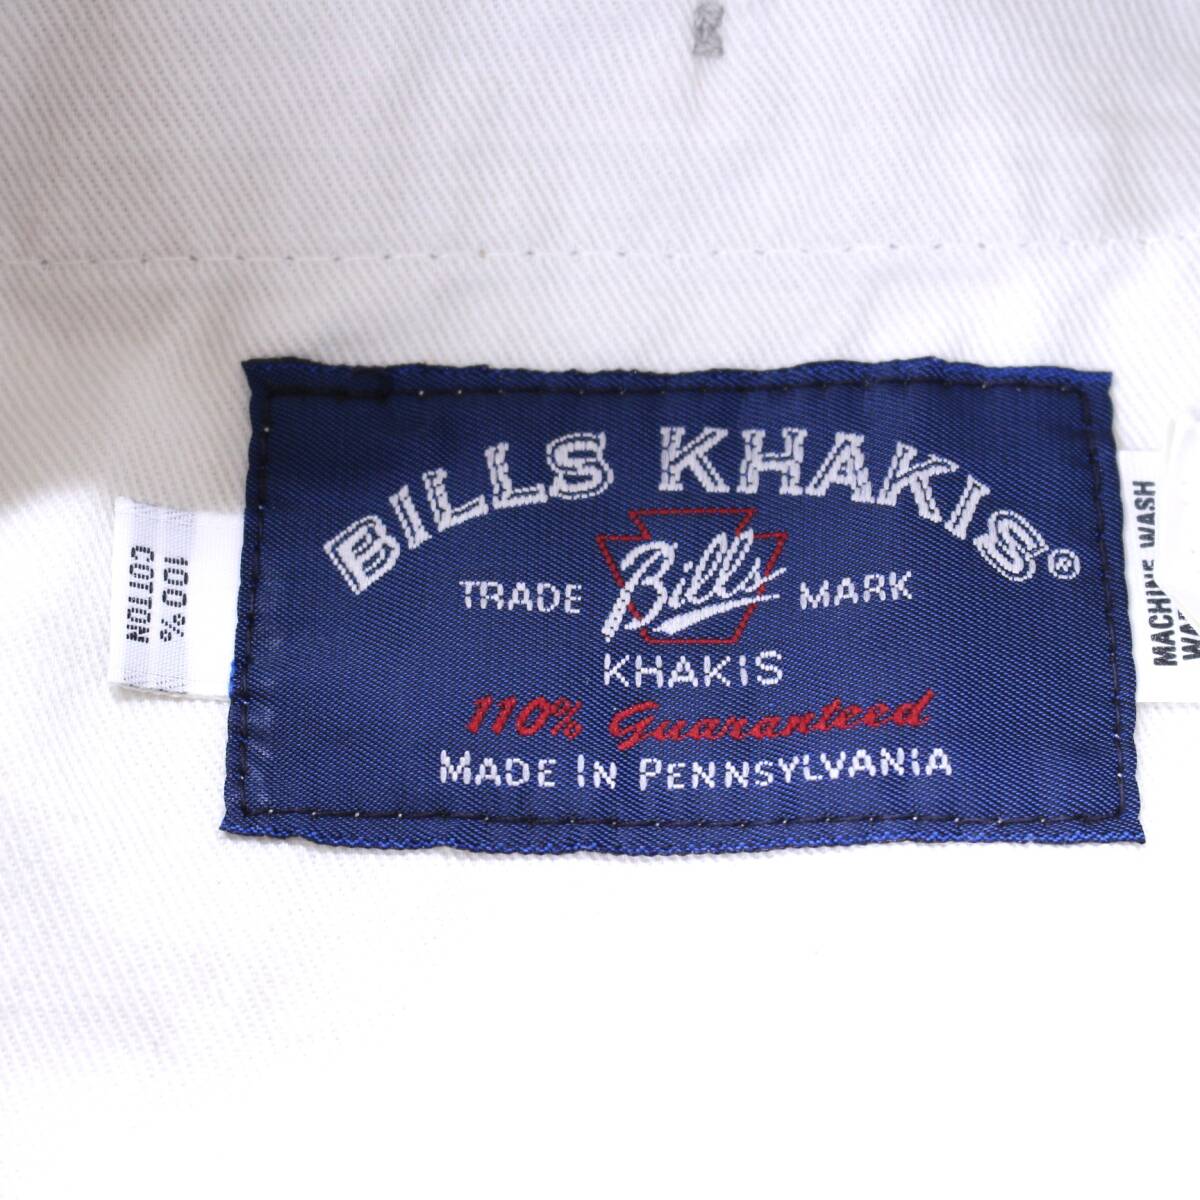 BILLS KHAKIS®
TRADE Bills MARK
KHAKIS
110% Guaranteed
MADE IN PENNSYLVANIA
100%
COTTON
MACHINE WASH